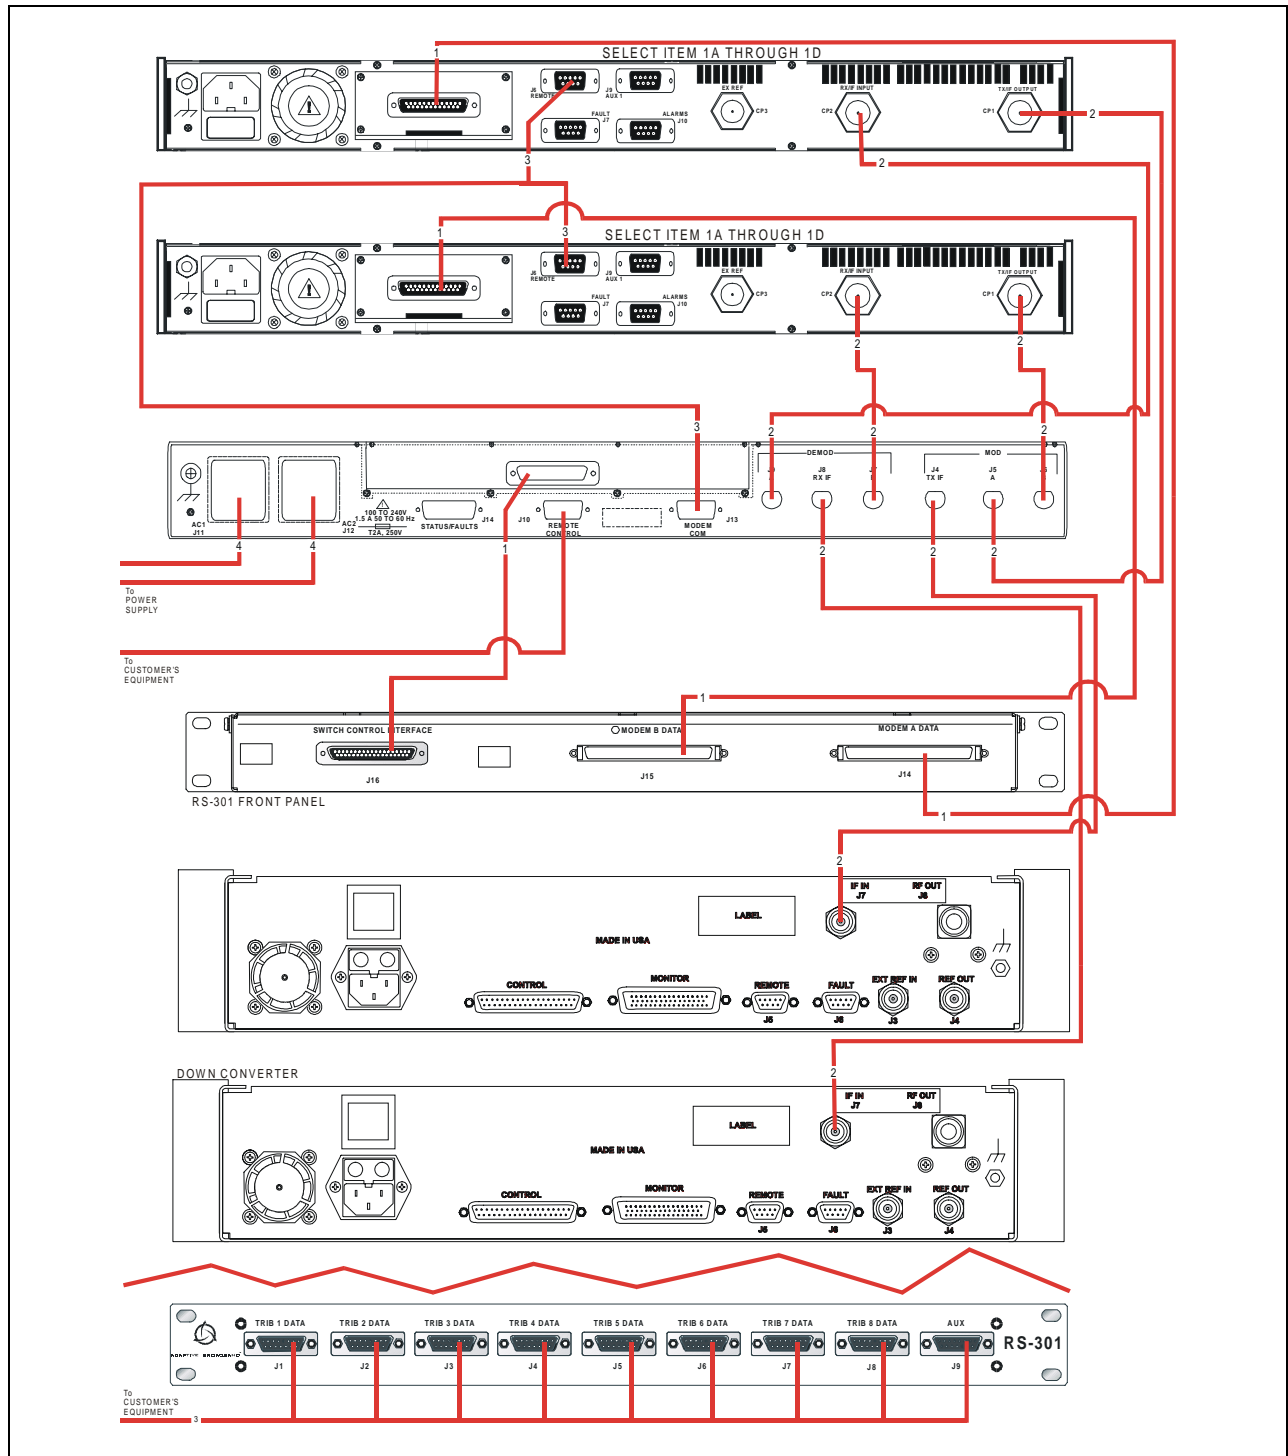 1
SELECT ITEM 1A THROUGH 1D
J6
REMOTE
J9
AUX 1
FAULT
J7
ALARMS
J10
EX REF
CP3
RX/IF INPUT
CP2
TX/IF OUTPUT
CP1
2
2
3
1
3
SELECT ITEM 1A THROUGH 1D
J6
REMOTE
J9
AUX 1
FAULT
J7
ALARMS
J10
EX REF
CP3
RX/IF INPUT
CP2
TX/IF OUTPUT
CP1
2
2
3
2
2
2
DEMOD
MOD
J8
RX IF
J4
TX IF
J5
A
AC1
J11
AC2
J12
100 TO 240V
1.5 A 50 TO 60 Hz
T2A, 250V
STATUS/FAULTS
J14
J10
REMOTE
CONTROL
MODEM
COM
J13
4
4
1
2
2
2
To
POWER
SUPPLY
To
CUSTOMER'S
EQUIPMENT
1
SWITCH CONTROL INTERFACE
MODEM B DATA
MODEM A DATA
J16
J15
J14
RS-301 FRONT PANEL
1
2
IF IN
J7
RF OUT
J8
LABEL
MADE IN USA
CONTROL
MONITOR
REMOTE
J5
FAULT
J6
EXT REF IN
J3
REF OUT
J4
DOWN CONVERTER
2
IF IN
J7
RF OUT
J8
LABEL
MADE IN USA
CONTROL
MONITOR
REMOTE
J5
FAULT
J6
EXT REF IN
J3
REF OUT
J4
TRIB 1 DATA
TRIB 2 DATA
TRIB 3 DATA
TRIB 4 DATA
TRIB 5 DATA
TRIB 6 DATA
TRIB 7 DATA
TRIB 8 DATA
AUX
RS-301
ADAPTIVE BROADBAND
J1
J2
J3
J4
J5
J6
J7
J8
J9
To
CUSTOMER'S
EQUIPMENT
3